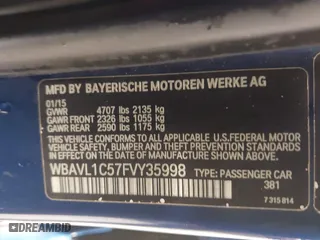 MFD BY BAYERISCHE MOTOREN WERKE AG
01/15
GVWR 4707 lbs 2135 kg
GAWR FRONT 2326 lbs 1055 kg
GAWR REAR 2590 lbs 1175 kg
THIS VEHICLE CONFORMS TO ALL APPLICABLE U.S. FEDERAL
MOTOR VEHICLE SAFETY, BUMPER, AND THEFT PREVENTION
STANDARDS IN EFFECT ON THE DATE OF
MANUFACTURE SHOWN ABOVE.
WBAVL1C57FVY35998 TYPE: PASSENGER CAR
381
7 315 814
DCARFAX